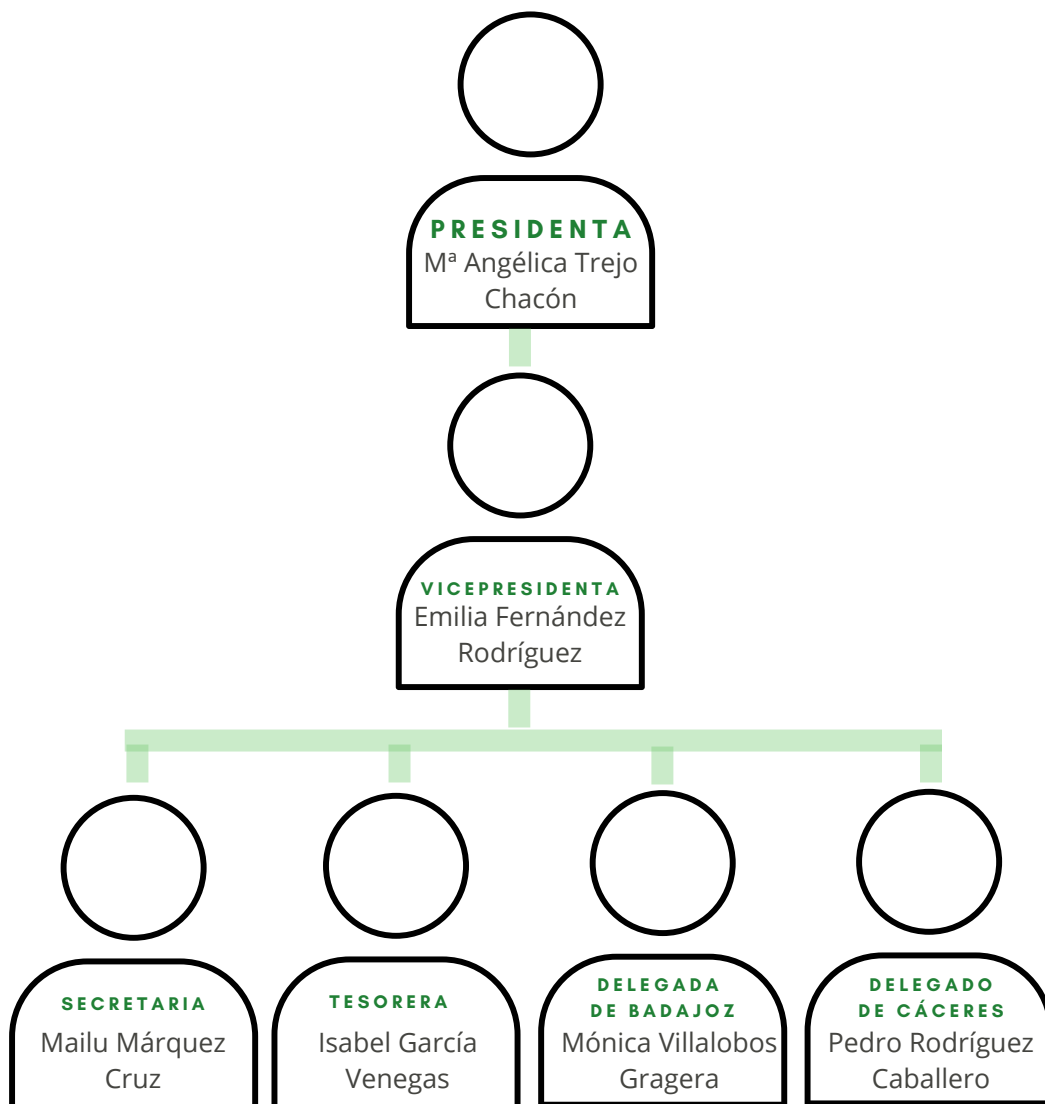 PRESIDENTA
Mª Angélica Trejo
Chacón
VICEPRESIDENTA
Emilia Fernández
Rodríguez
SECRETARIA
Mailu Márquez
Cruz
TESORERA
Isabel García
Venegas
DELEGADA
DE BADAJOZ
Mónica Villalobos
Gragera
DELEGADO
DE CÁCERES
Pedro Rodríguez
Caballero